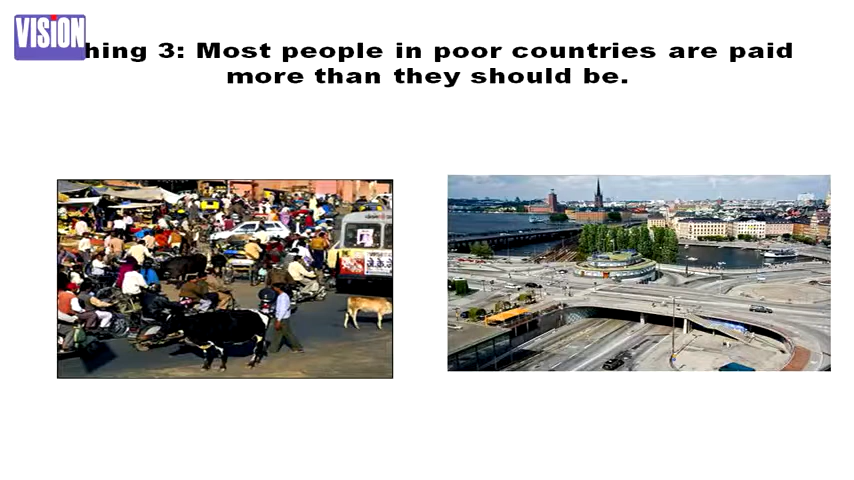 VISION
hing 3: Most people in poor countries are paid
more than they should be.